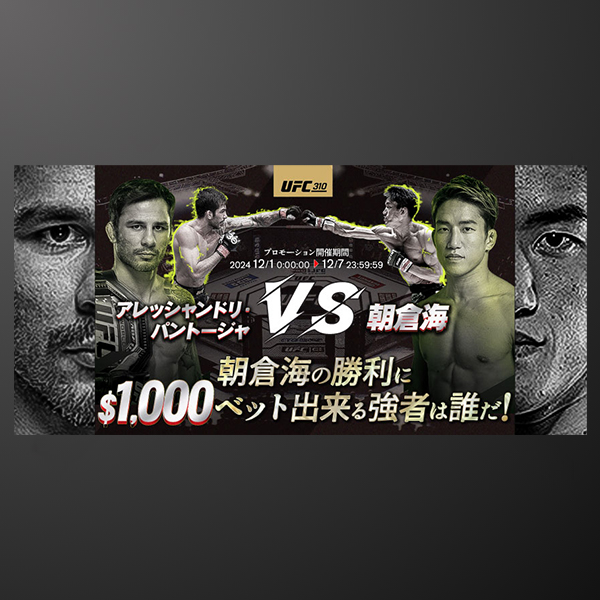 UFC 310
プロモーション開催期間
2024 12/1 0:00:00 ▶ 12/7 23:59:59
アレッシャンドリ・
パントージャ
VS
朝倉海
朝倉海の勝利に
$1,000ベット出来る強者は誰だ!
UFC